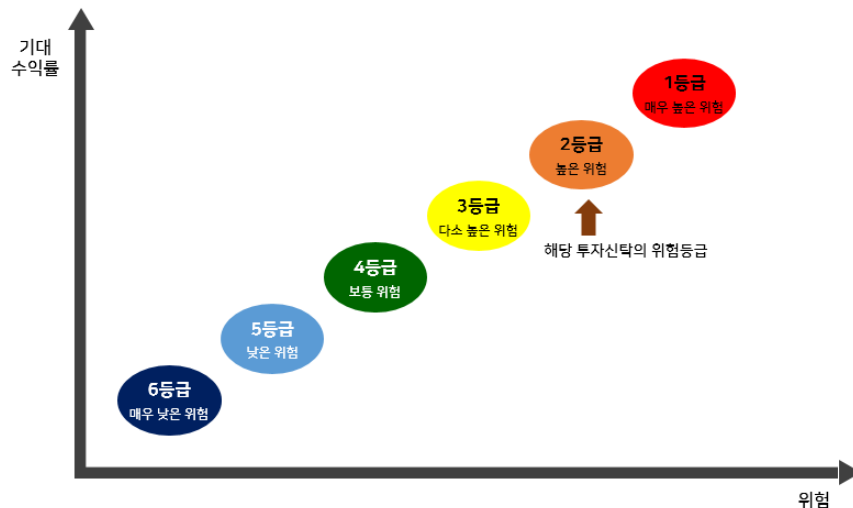 기대
수익률
1등급
매우 높은 위험
2등급
높은 위험
3등급
다소 높은 위험
해당 투자신탁의 위험등급
4등급
보통 위험
5등급
낮은 위험
6등급
매우 낮은 위험
위험